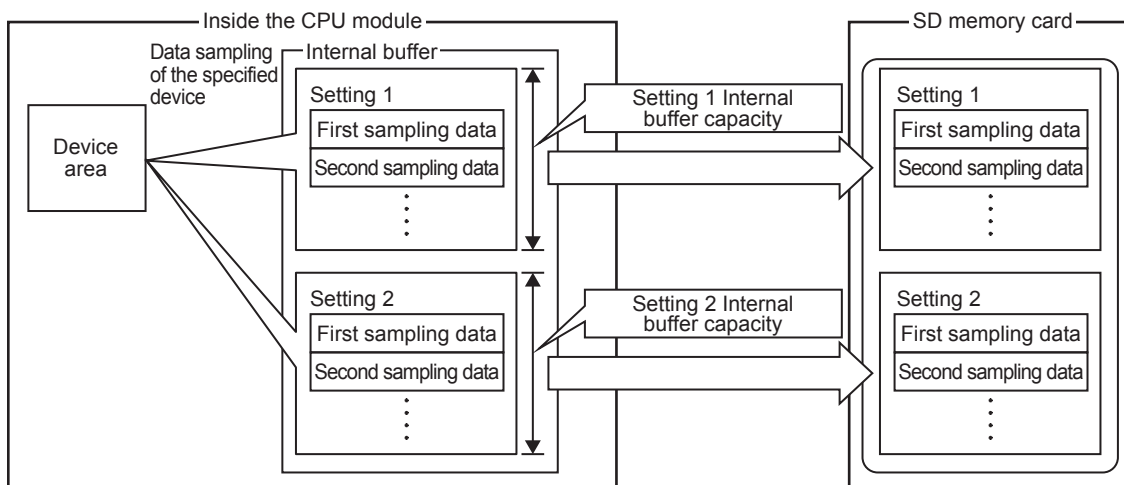 Inside the CPU module
SD memory card
Data sampling
of the specified
device
Internal buffer
Device
area
Setting 1
First sampling data
Second sampling data
Setting 1 Internal
buffer capacity
Setting 1
First sampling data
Second sampling data
Setting 2
First sampling data
Second sampling data
Setting 2 Internal
buffer capacity
Setting 2
First sampling data
Second sampling data